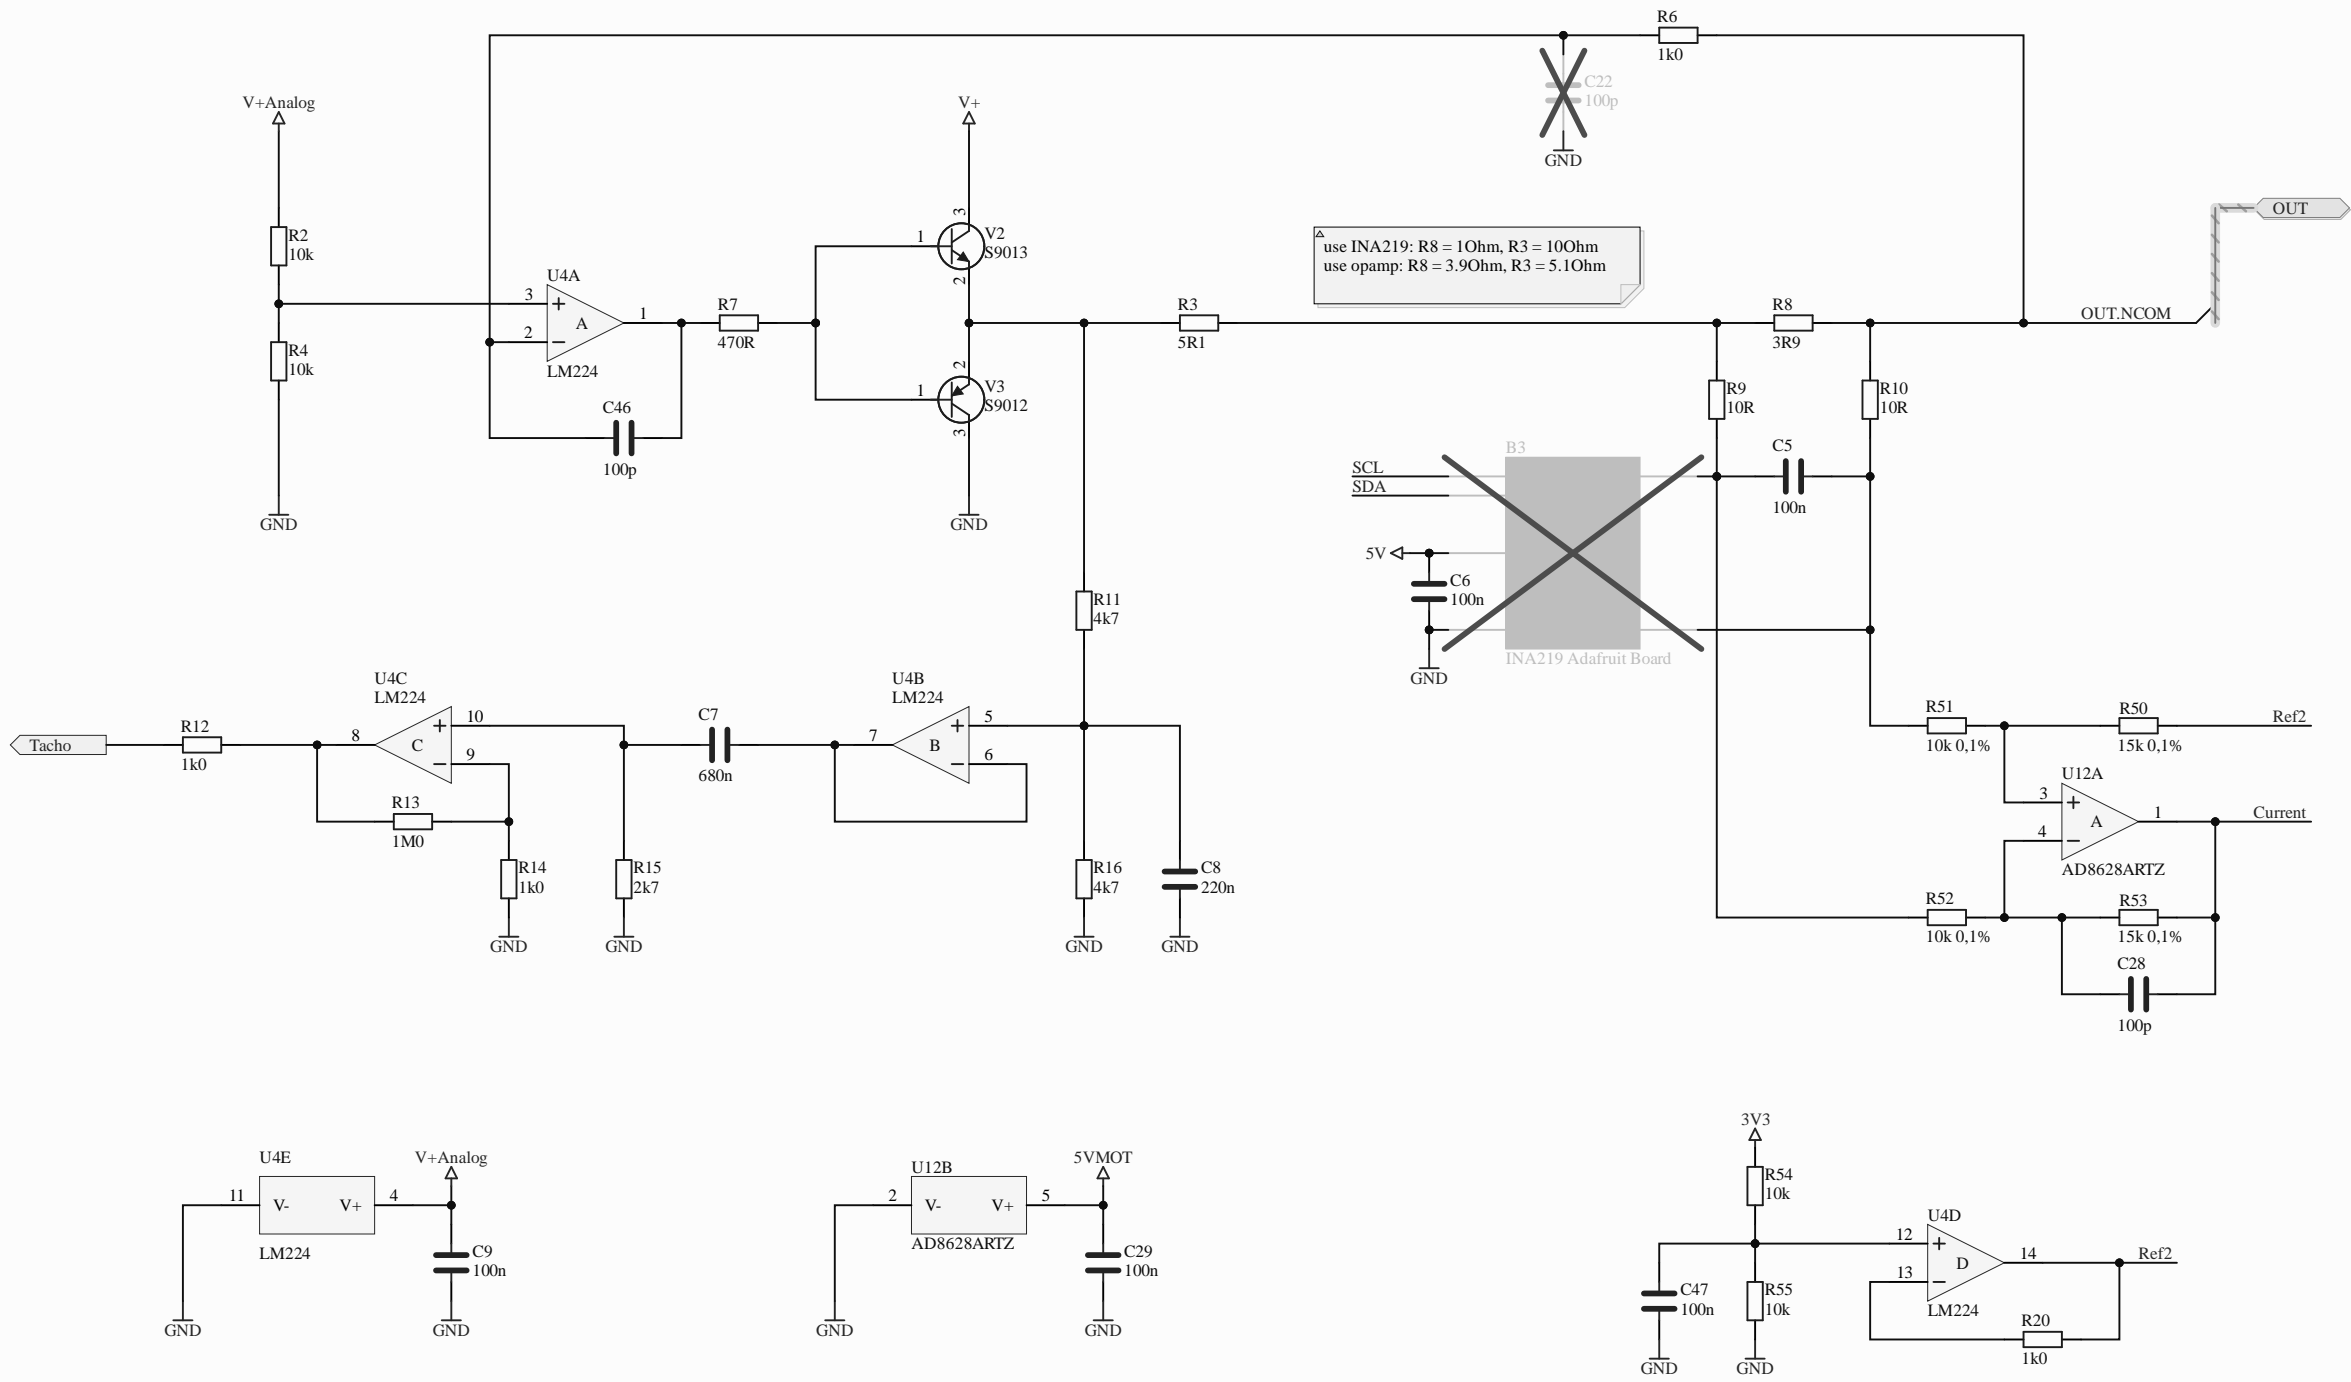 R6
1k0
C22
100p
GND
V+Analog
V+
R2
10k
R4
10k
GND
U4A
3
2
A
1
LM224
C46
100p
R7
470R
1
3
2
V2
S9013
1
2
3
V3
S9012
GND
use INA219: R8 = 1Ohm, R3 = 10Ohm
use opamp: R8 = 3.9Ohm, R3 = 5.1Ohm
R3
5R1
R8
3R9
OUT.NCOM
OUT
R9
10R
R10
10R
C5
100n
B3
SCL
SDA
5V
C6
100n
GND
INA219 Adafruit Board
R11
4k7
Tacho
R12
1k0
U4C
LM224
8
C
10
9
R13
1M0
R14
1k0
GND
R15
2k7
GND
C7
680n
U4B
LM224
7
B
5
6
R16
4k7
GND
C8
220n
GND
R51
10k 0,1%
R50
15k 0,1%
Ref2
U12A
3
4
A
1
AD8628ARTZ
Current
R52
10k 0,1%
R53
15k 0,1%
C28
100p
U4E
V+Analog
11
V-
V+
4
LM224
C9
100n
GND
GND
U12B
5VMOT
2
V-
V+
5
AD8628ARTZ
C29
100n
GND
GND
3V3
R54
10k
C47
100n
GND
R55
10k
GND
U4D
12
13
D
14
LM224
Ref2
R20
1k0